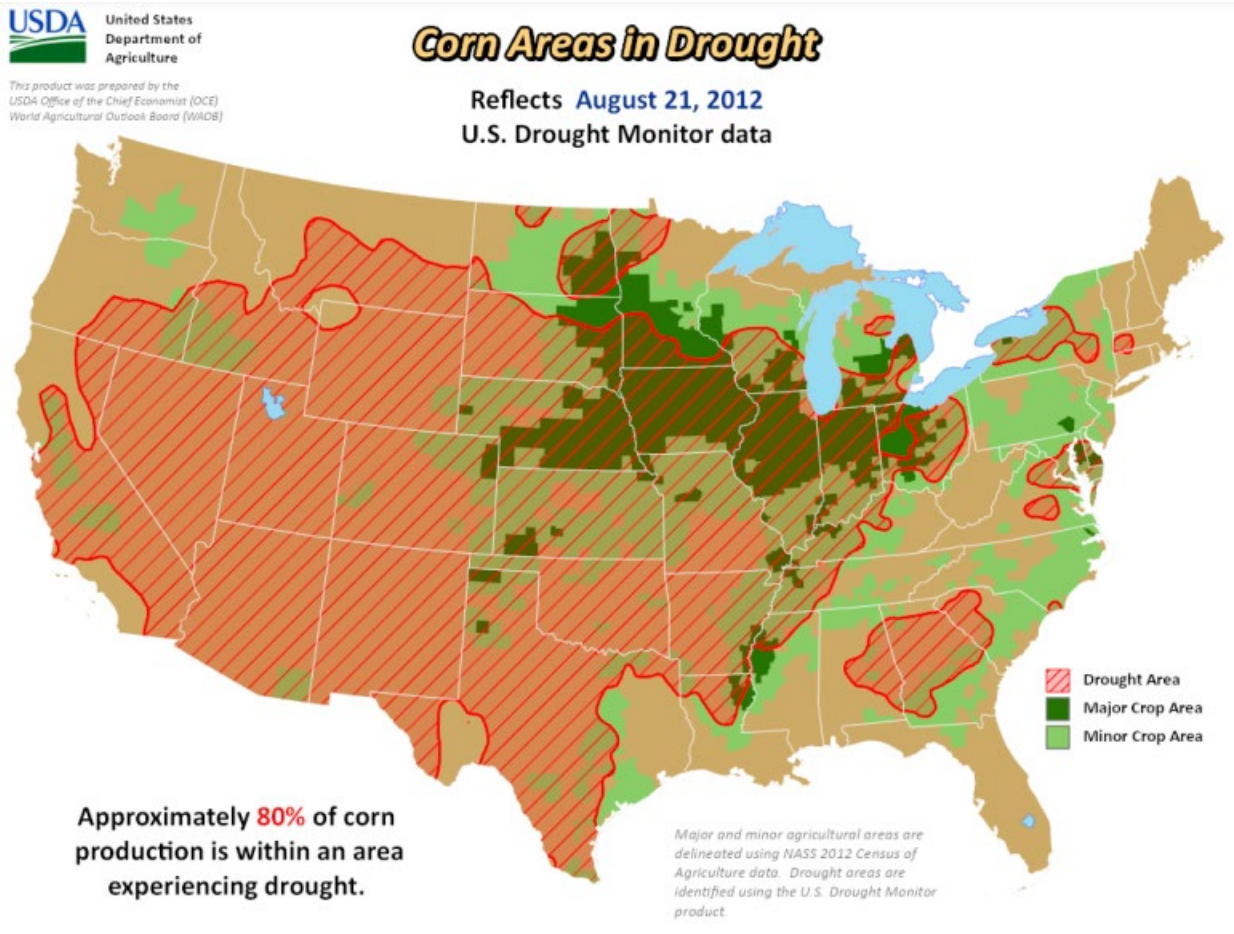 USDA
United States
Department of
Agriculture
This product was prepared by the
USDA Office of the Chief Economist (OCE)
World Agricultural Outlook Board (WAOB)
Corn Areas in Drought
Reflects August 21, 2012
U.S. Drought Monitor data
Drought Area
Major Crop Area
Minor Crop Area
Approximately 80% of corn
production is within an area
experiencing drought.
Major and minor agricultural areas are
delineated using NASS 2012 Census of
Agriculture data. Drought areas are
identified using the U.S. Drought Monitor
product.